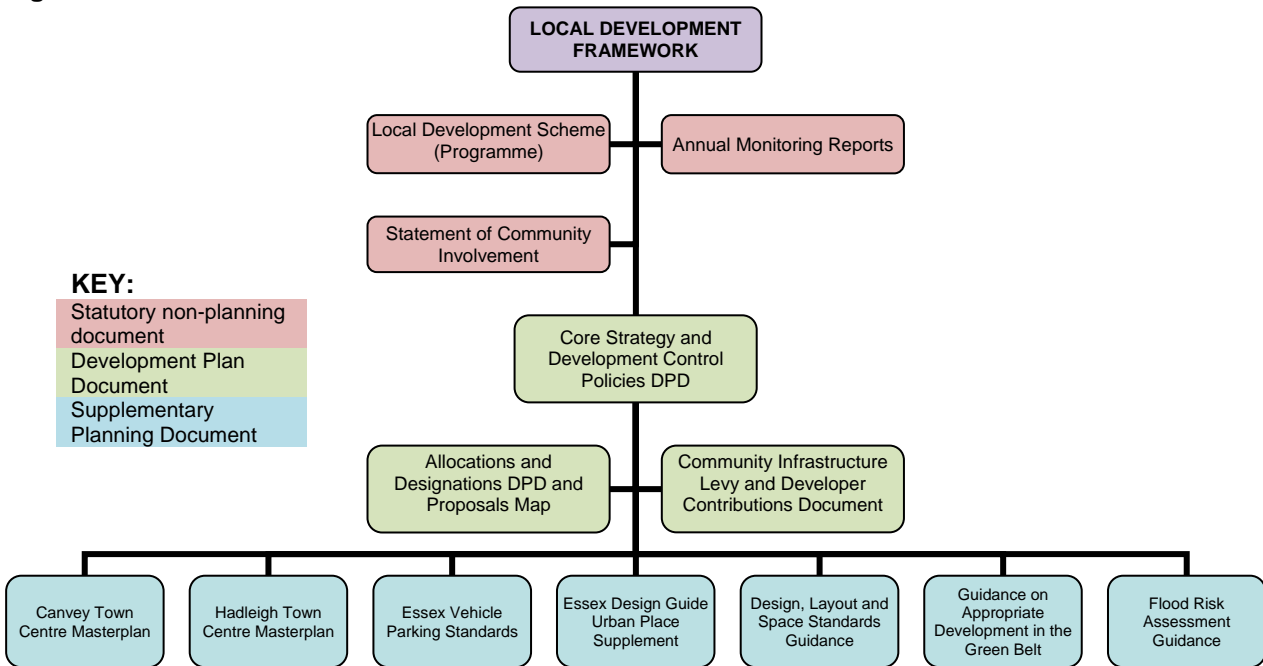 LOCAL DEVELOPMENT
FRAMEWORK
Local Development Scheme
(Programme)
Annual Monitoring Reports
Statement of Community
Involvement
KEY:
Statutory non-planning
document
Development Plan
Document
Supplementary
Planning Document
Core Strategy and
Development Control
Policies DPD
Allocations and
Designations DPD and
Proposals Map
Community Infrastructure
Levy and Developer
Contributions Document
Canvey Town
Centre Masterplan
Hadleigh Town
Centre Masterplan
Essex Vehicle
Parking Standards
Essex Design Guide
Urban Place
Supplement
Design, Layout and
Space Standards
Guidance
Guidance on
Appropriate
Development in the
Green Belt
Flood Risk
Assessment
Guidance